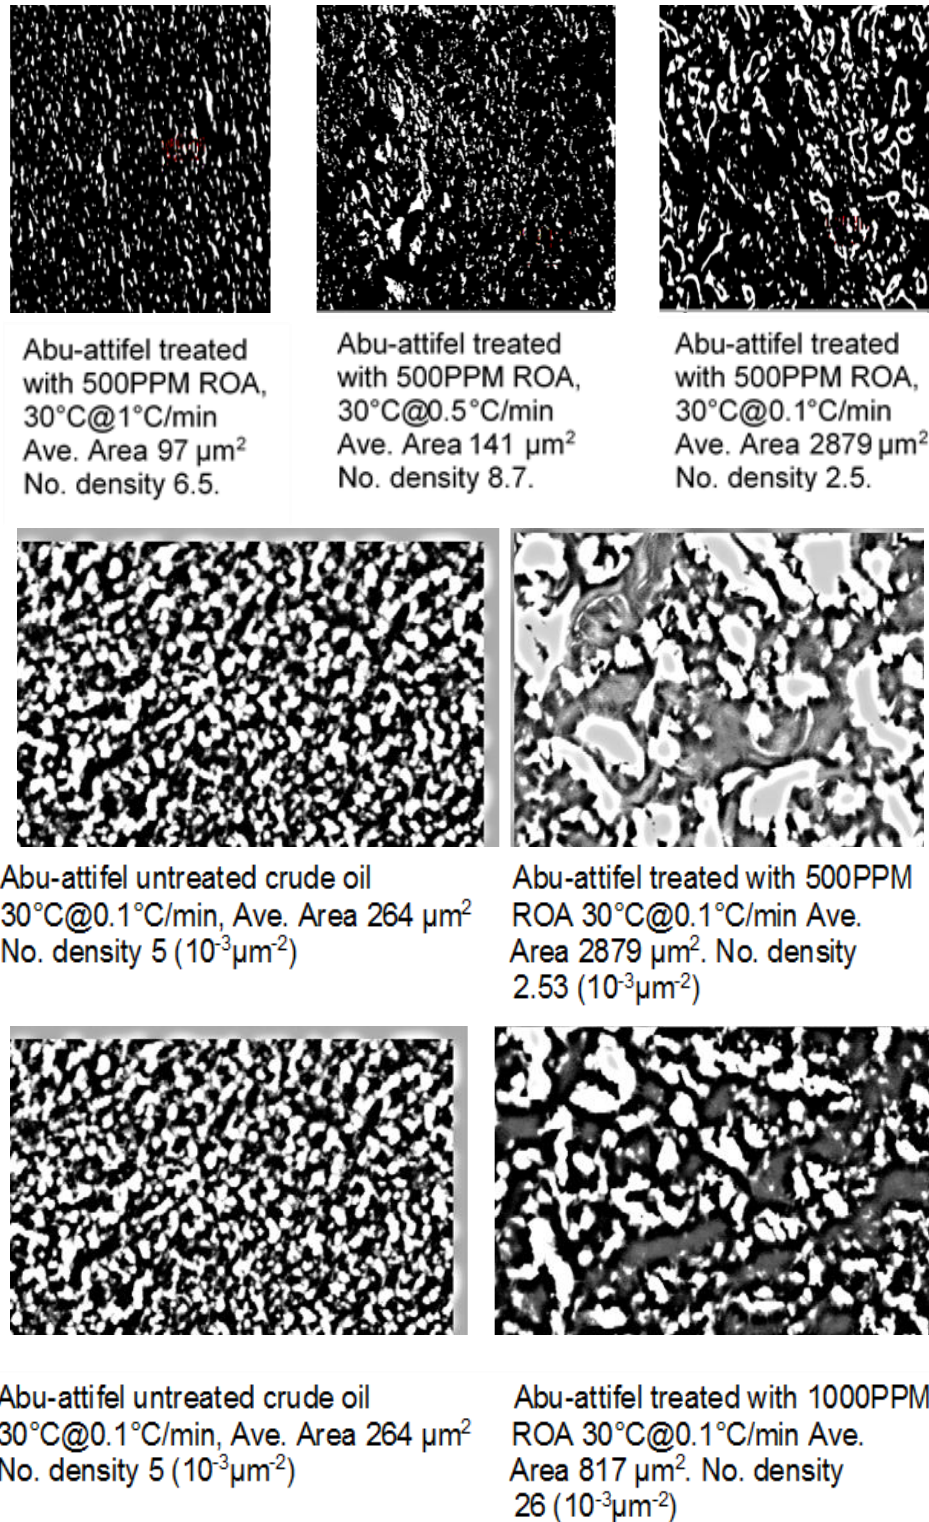 Abu-attifel treated
with 500PPM ROA,
30°C@1°C/min
Ave. Area 97 µm²
No. density 6.5.
Abu-attifel treated
with 500PPM ROA,
30°C@0.5°C/min
Ave. Area 141 µm²
No. density 8.7.
Abu-attifel treated
with 500PPM ROA,
30°C@0.1°C/min
Ave. Area 2879 µm²
No. density 2.5.
Abu-attifel untreated crude oil
30°C@0.1°C/min, Ave. Area 264 µm²
No. density 5 (10⁻³µm⁻²)
Abu-attifel treated with 500PPM
ROA 30°C@0.1°C/min Ave.
Area 2879 µm². No. density
2.53 (10⁻³µm⁻²)
Abu-attifel untreated crude oil
30°C@0.1°C/min, Ave. Area 264 µm²
No. density 5 (10⁻³µm⁻²)
Abu-attifel treated with 1000PPM
ROA 30°C@0.1°C/min Ave.
Area 817 µm². No. density
26 (10⁻³µm⁻²)